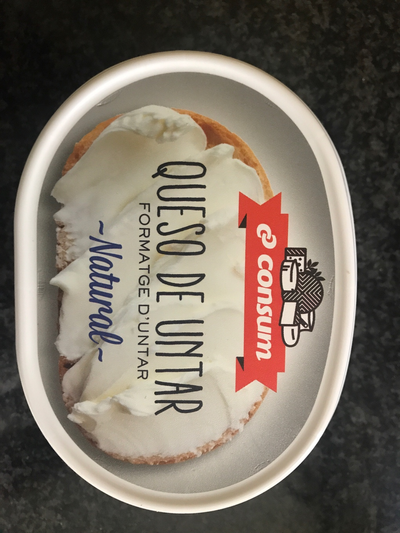 consum
QUESO DE UNTAR
FORMATGE D'UNTAR
~Natural~